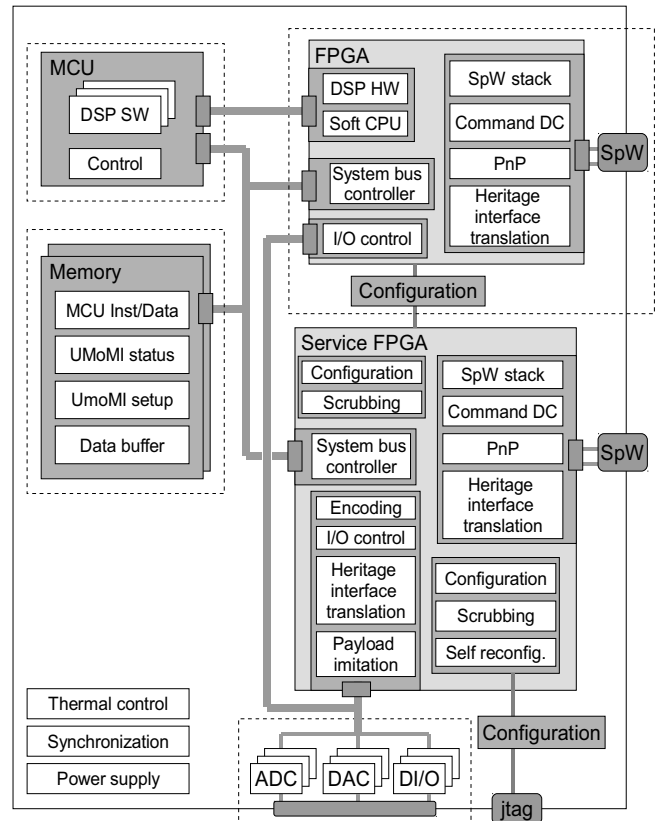 MCU
DSP SW
Control
FPGA
DSP HW
Soft CPU
System bus
controller
I/O control
SpW stack
Command DC
PnP
Heritage
interface
translation
SpW
Memory
MCU Inst/Data
UMoMI status
UmoMI setup
Data buffer
Configuration
Service FPGA
Configuration
Scrubbing
System bus
controller
Encoding
I/O control
Heritage
interface
translation
Payload
imitation
SpW stack
Command DC
PnP
Heritage
interface
translation
SpW
Configuration
Scrubbing
Self reconfig.
Thermal control
Synchronization
Power supply
ADC
DAC
DI/O
Configuration
jtag